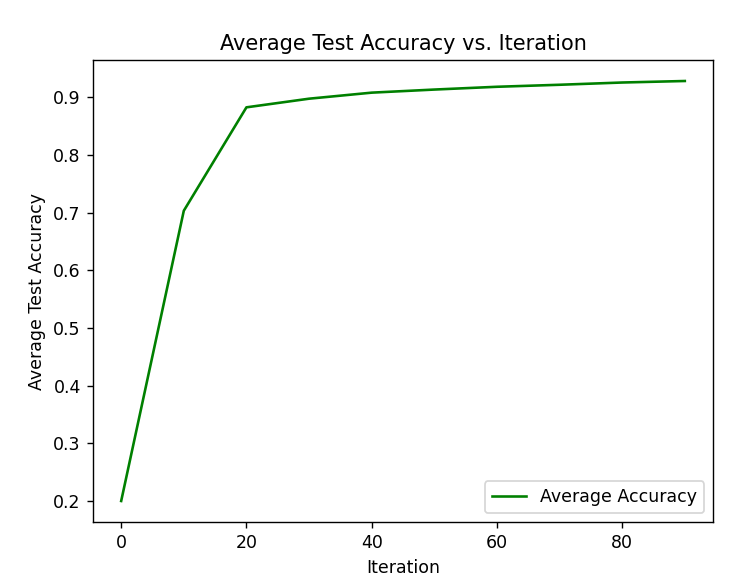 Average Test Accuracy vs. Iteration
Average Test Accuracy
0.9
0.8
0.7
0.6
0.5
0.4
0.3
0.2
Average Accuracy
0 20 40 60 80
Iteration